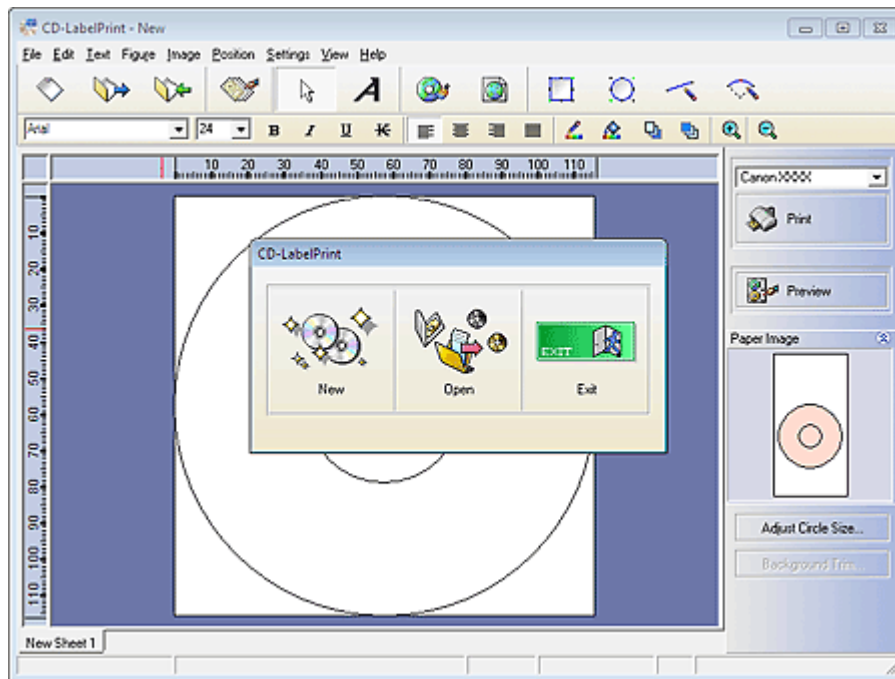 CD-LabelPrint - New
File Edit Text Figure Image Position Settings View Help
Arial 24 B I U K
10 20 30 40 50 60 70 80 90 100 110
Canon XXXX
Print
Preview
Paper Image
10
20
30
40
50
60
70
80
90
100
110
CD-LabelPrint
EXIT
New Open Exit
Adjust Circle Size...
Background Trim...
New Sheet 1